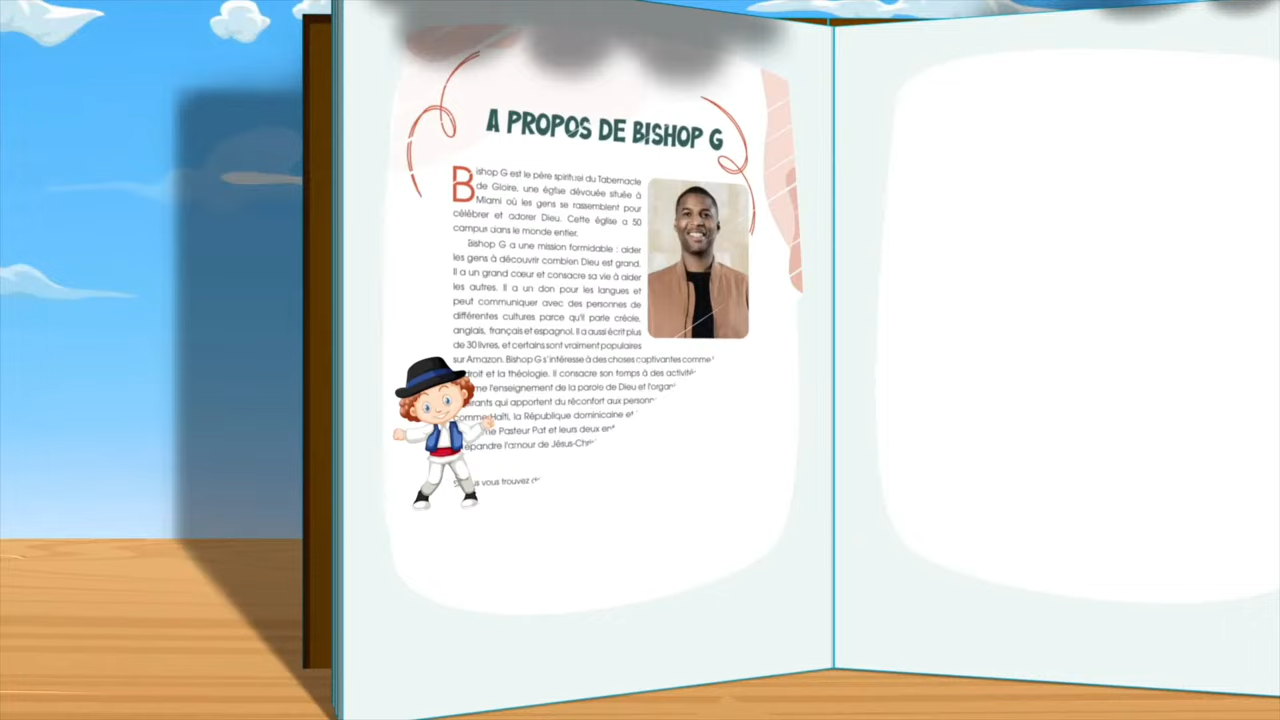 A PROPOS DE BISHOP G
Bishop G est le père spirituel du Tabernacle
de Gloire, une église dévouée située à
Miami où les gens se rassemblent pour
célébrer et adorer Dieu. Cette église a 50
campus dans le monde entier.
Bishop G a une mission formidable : aider
les gens à découvrir combien Dieu est grand.
Il a un grand cœur et consacre sa vie à aider
les autres. Il a un don pour les langues et
peut communiquer avec des personnes de
différentes cultures parce qu'il parle créole,
anglais, français et espagnol. Il a aussi écrit plus
de 30 livres, et certains sont vraiment populaires
sur Amazon. Bishop G s'intéresse à des choses captivantes comme
droit et la théologie. Il consacre son temps à des
l'enseignement de la parole de Dieu et
qui apportent du réconfort aux
comme Haïti, la République dominicaine et
Pasteur Pat et leurs deux
épandre l'amour de
vous trouvez